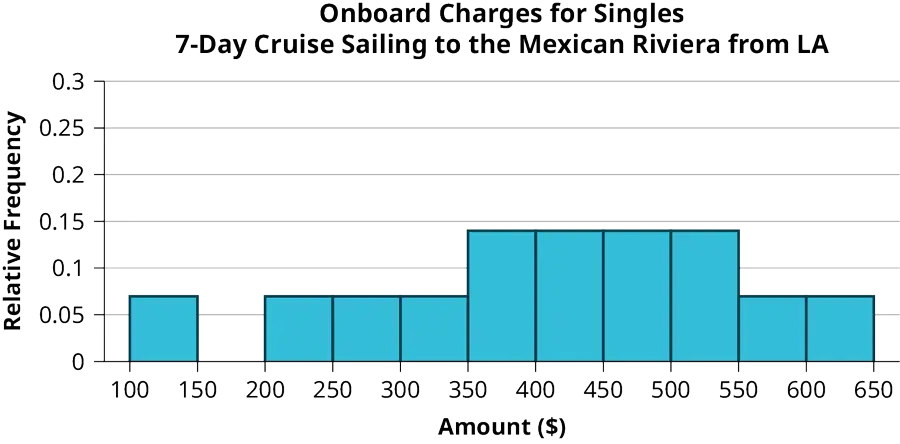 Onboard Charges for Singles
7-Day Cruise Sailing to the Mexican Riviera from LA
Relative Frequency
0.3
0.25
0.2
0.15
0.1
0.05
0
100 150 200 250 300 350 400 450 500 550 600 650
Amount ($)